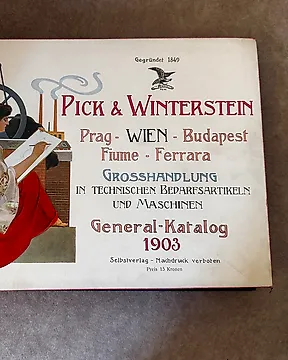 Gegründet 1849
PICK & WINTERSTEIN
Prag - WIEN - Budapest
Fiume - Ferrara
GROSSHANDLUNG
IN TECHNISCHEN BEDARFSARTIKELN
UND MASCHINEN
General-Katalog
1903
Selbstverlag - Nachdruck verboten
Preis 15 Kronen